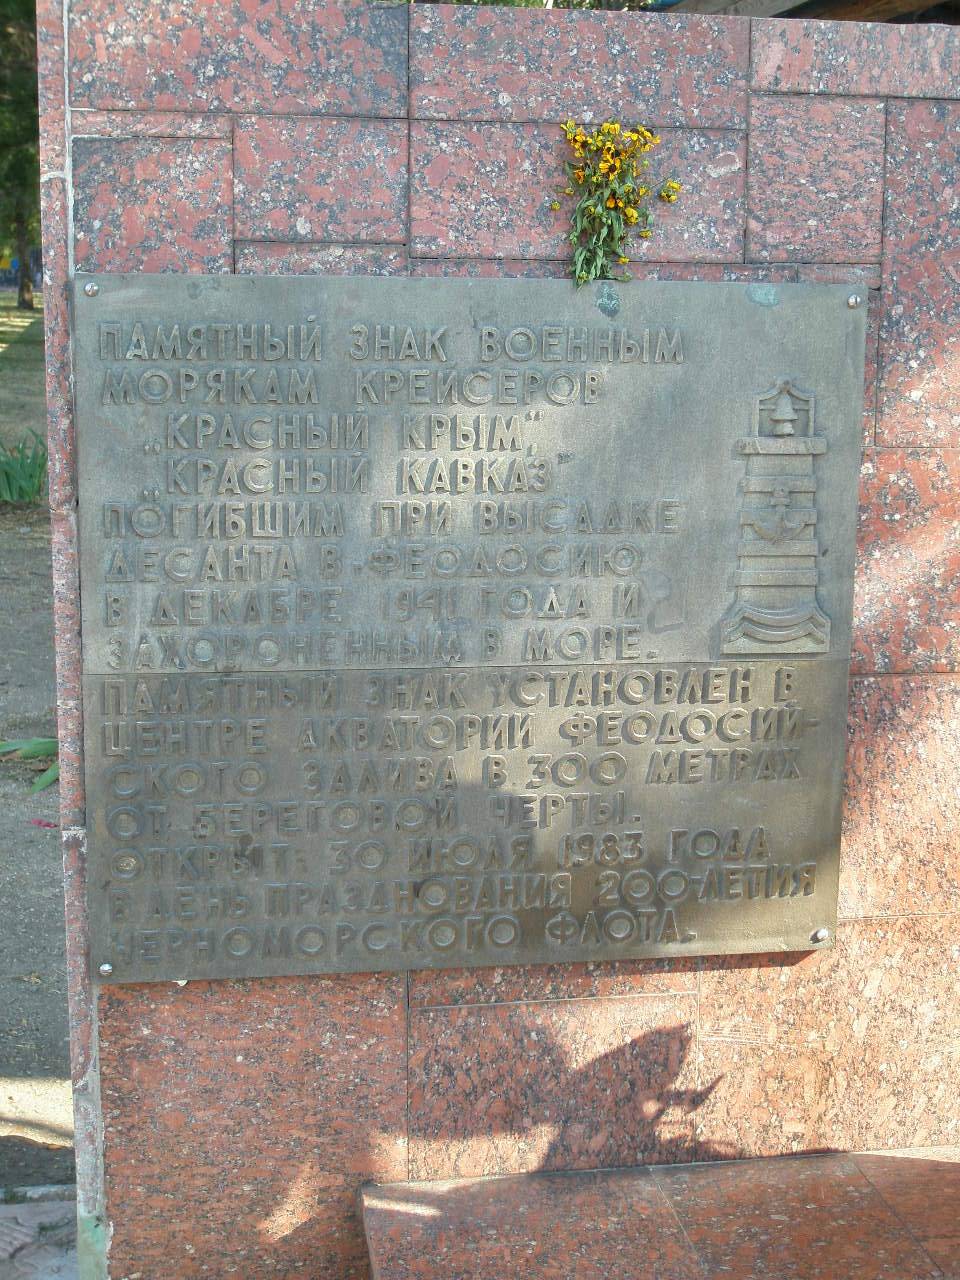 ПАМЯТНЫЙ ЗНАК ВОЕННЫМ
МОРЯКАМ КРЕЙСЕРОВ
„КРАСНЫЙ КРЫМ“,
„КРАСНЫЙ КАВКАЗ“
ПОГИБШИМ ПРИ ВЫСАДКЕ
ДЕСАНТА В ФЕОДОСИЮ
В ДЕКАБРЕ 1941 ГОДА И
ЗАХОРОНЕННЫМ В МОРЕ.
ПАМЯТНЫЙ ЗНАК УСТАНОВЛЕН В
ЦЕНТРЕ АКВАТОРИИ ФЕОДОСИЙ-
СКОГО ЗАЛИВА В 300 МЕТРАХ
ОТ БЕРЕГОВОЙ ЧЕРТЫ.
ОТКРЫТ: 30 ИЮЛЯ 1983 ГОДА
В ДЕНЬ ПРАЗДНОВАНИЯ 200-ЛЕТИЯ
ЧЕРНОМОРСКОГО ФЛОТА.